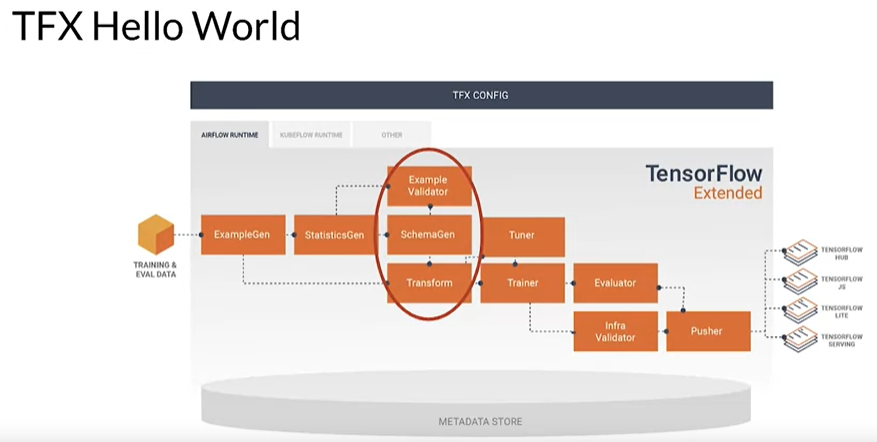 TFX Hello World
TFX CONFIG
AIRFLOW RUNTIME
KUBEFLOW RUNTIME
OTHER
TensorFlow
Extended
Example
Validator
ExampleGen
StatisticsGen
SchemaGen
Tuner
Transform
Trainer
Evaluator
Infra
Validator
Pusher
TRAINING &
EVAL DATA
TENSORFLOW
HUB
TENSORFLOW
JS
TENSORFLOW
LITE
TENSORFLOW
SERVING
METADATA STORE